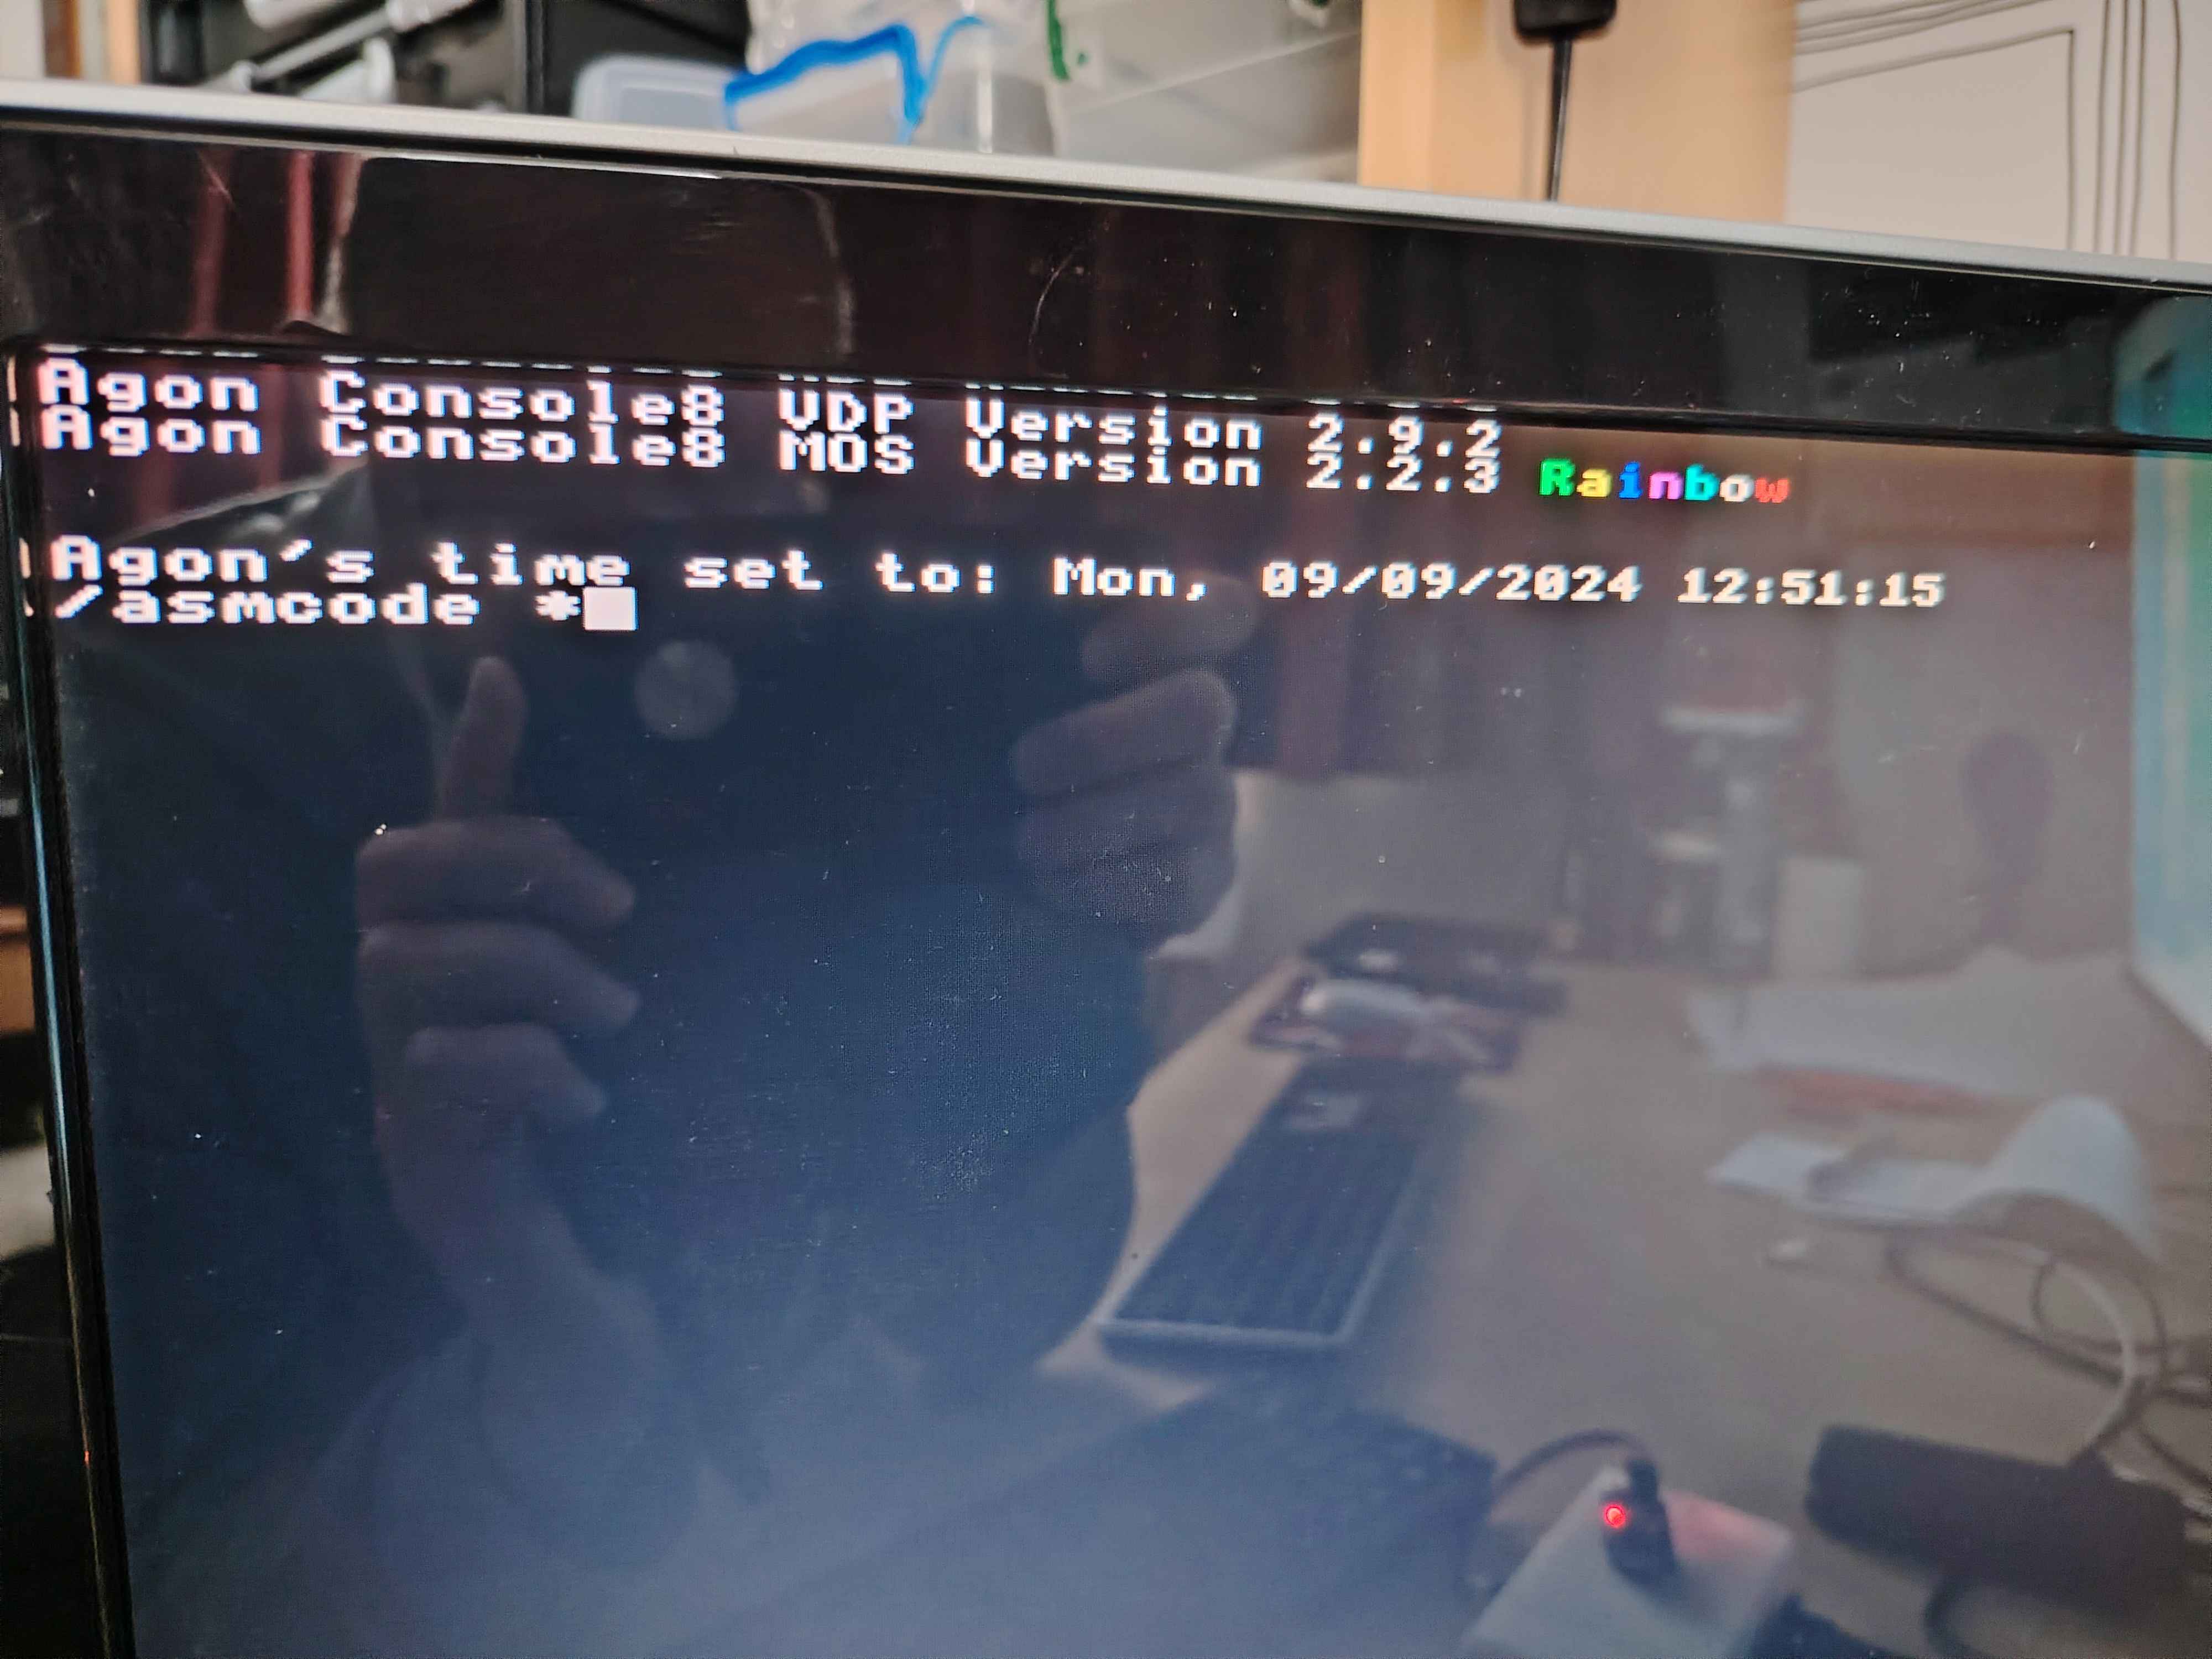 Agon Console8 VDP Version 2.9.2
Agon Console8 MOS Version 2.2.3 Rainbow
Agon's time set to: Mon, 09/09/2024 12:51:15
/asmcode *